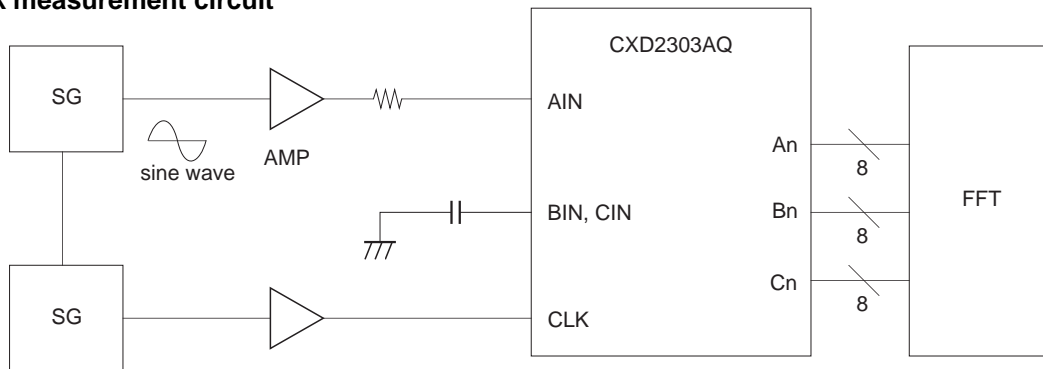 measurement circuit
CXD2303AQ
SG
AIN
sine wave
AMP
An
8
BIN, CIN
Bn
8
FFT
Cn
8
SG
CLK